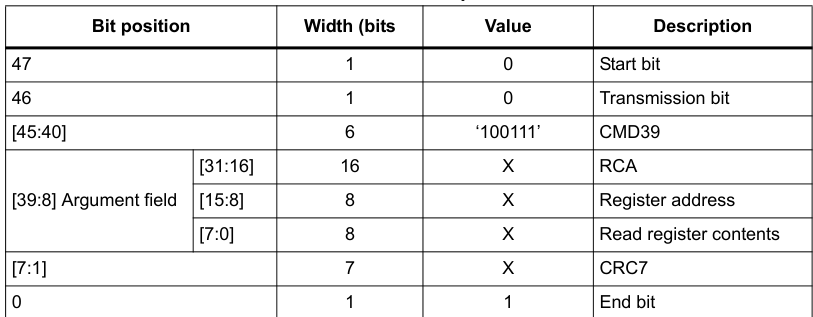 Bit position Width (bits Value Description
47 1 0 Start bit
46 1 0 Transmission bit
[45:40] 6 ‘100111’ CMD39
[31:16] 16 X RCA
[39:8] Argument field [15:8] 8 X Register address
[7:0] 8 X Read register contents
[7:1] 7 X CRC7
0 1 1 End bit